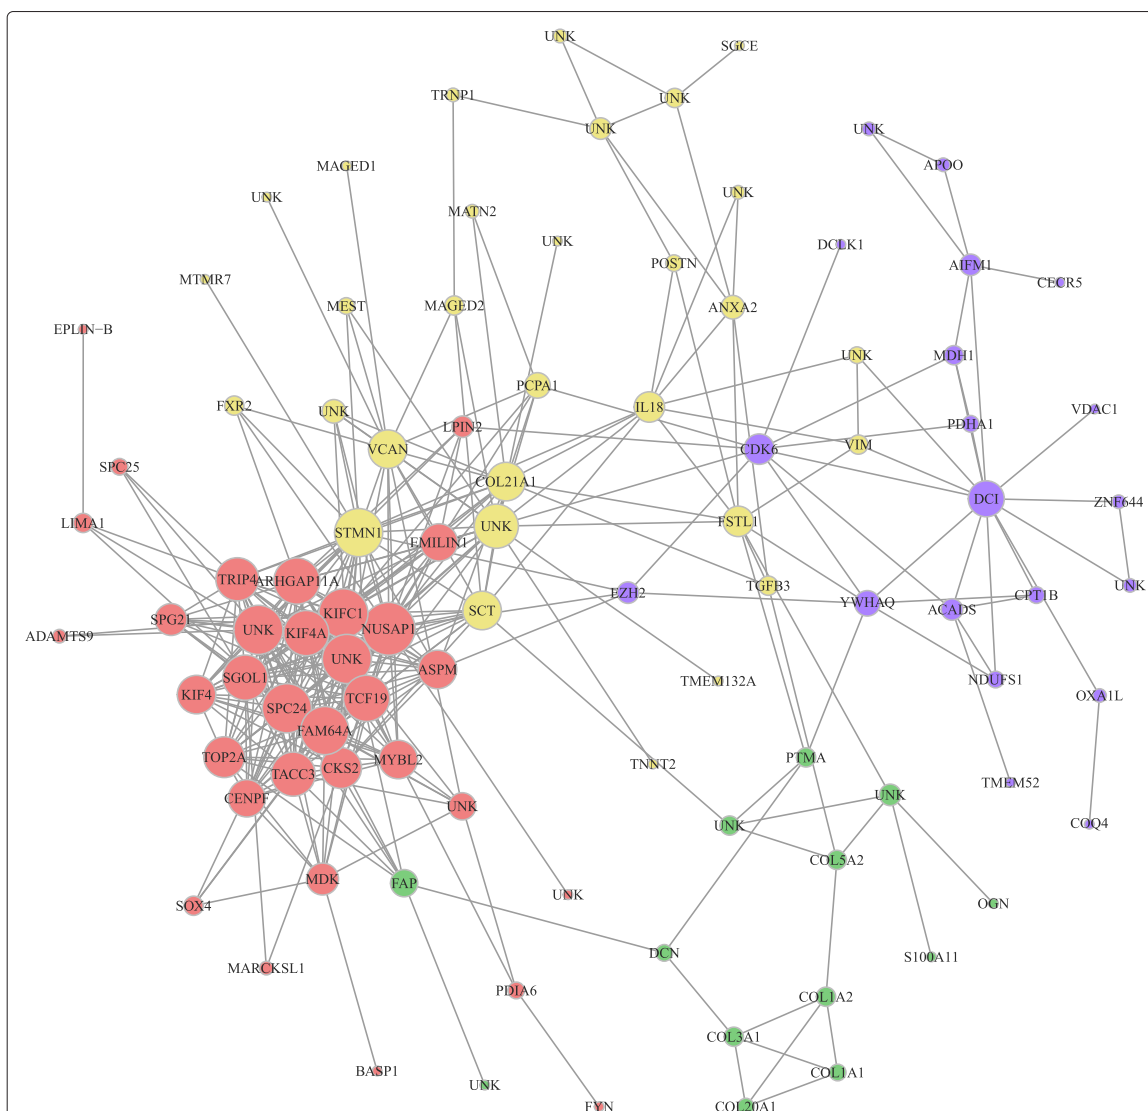 UNK
SGCE
TRNP1
UNK
UNK
UNK
APOO
MAGED1
UNK
UNK
MATN2
UNK
DCLK1
POSTN
AIFM1
CECR5
MTMR7
MEST
MAGED2
ANXA2
EPLIN−B
UNK
MDH1
PCPA1
FXR2
UNK
IL18
VDAC1
LPIN2
PDHA1
VCAN
CDK6
VIM
SPC25
COL21A1
DCI
ZNF644
LIMA1
STMN1
UNK
FSTL1
EMILIN1
TRIP4
ARHGAP11A
TGFB3
UNK
EZH2
CPT1B
YWHAQ
ACADS
SCT
KIFC1
SPG21
UNK
KIF4A
NUSAP1
ADAMTS9
UNK
SGOL1
ASPM
TMEM132A
NDUFS1
KIF4
TCF19
OXA1L
SPC24
FAM64A
TOP2A
MYBL2
PTMA
TNNT2
CKS2
TACC3
TMEM52
CENPF
UNK
UNK
UNK
COQ4
COL5A2
MDK
FAP
UNK
OGN
SOX4
DCN
S100A11
MARCKSL1
PDIA6
COL1A2
COL3A1
BASP1
COL1A1
UNK
FYN
COL20A1